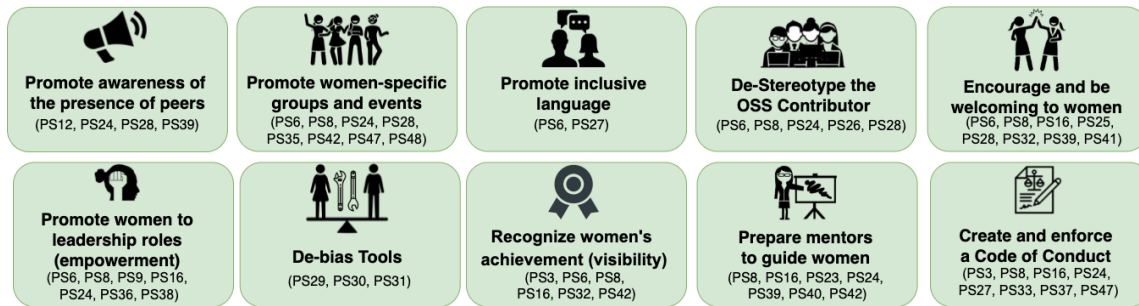 Promote awareness of
the presence of peers
(PS12, PS24, PS28, PS39)
Promote women-specific
groups and events
(PS6, PS8, PS24, PS28,
PS35, PS42, PS47, PS48)
Promote inclusive
language
(PS6, PS27)
De-Stereotype the
OSS Contributor
(PS6, PS8, PS24, PS26, PS28)
Encourage and be
welcoming to women
(PS6, PS8, PS16, PS25,
PS28, PS32, PS39, PS41)
Promote women to
leadership roles
(empowerment)
(PS6, PS8, PS9, PS16,
PS24, PS36, PS38)
De-bias Tools
(PS29, PS30, PS31)
Recognize women's
achievement (visibility)
(PS3, PS6, PS8,
PS16, PS32, PS42)
Prepare mentors
to guide women
(PS8, PS16, PS23, PS24,
PS39, PS40, PS42)
Create and enforce
a Code of Conduct
(PS3, PS8, PS16, PS24,
PS27, PS33, PS37, PS47)